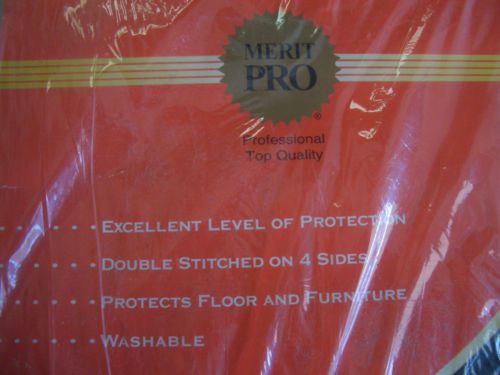 MERIT
PRO
®
Professional
Top Quality
EXCELLENT LEVEL OF PROTECTION
DOUBLE STITCHED ON 4 SIDES
PROTECTS FLOOR AND FURNITURE
WASHABLE